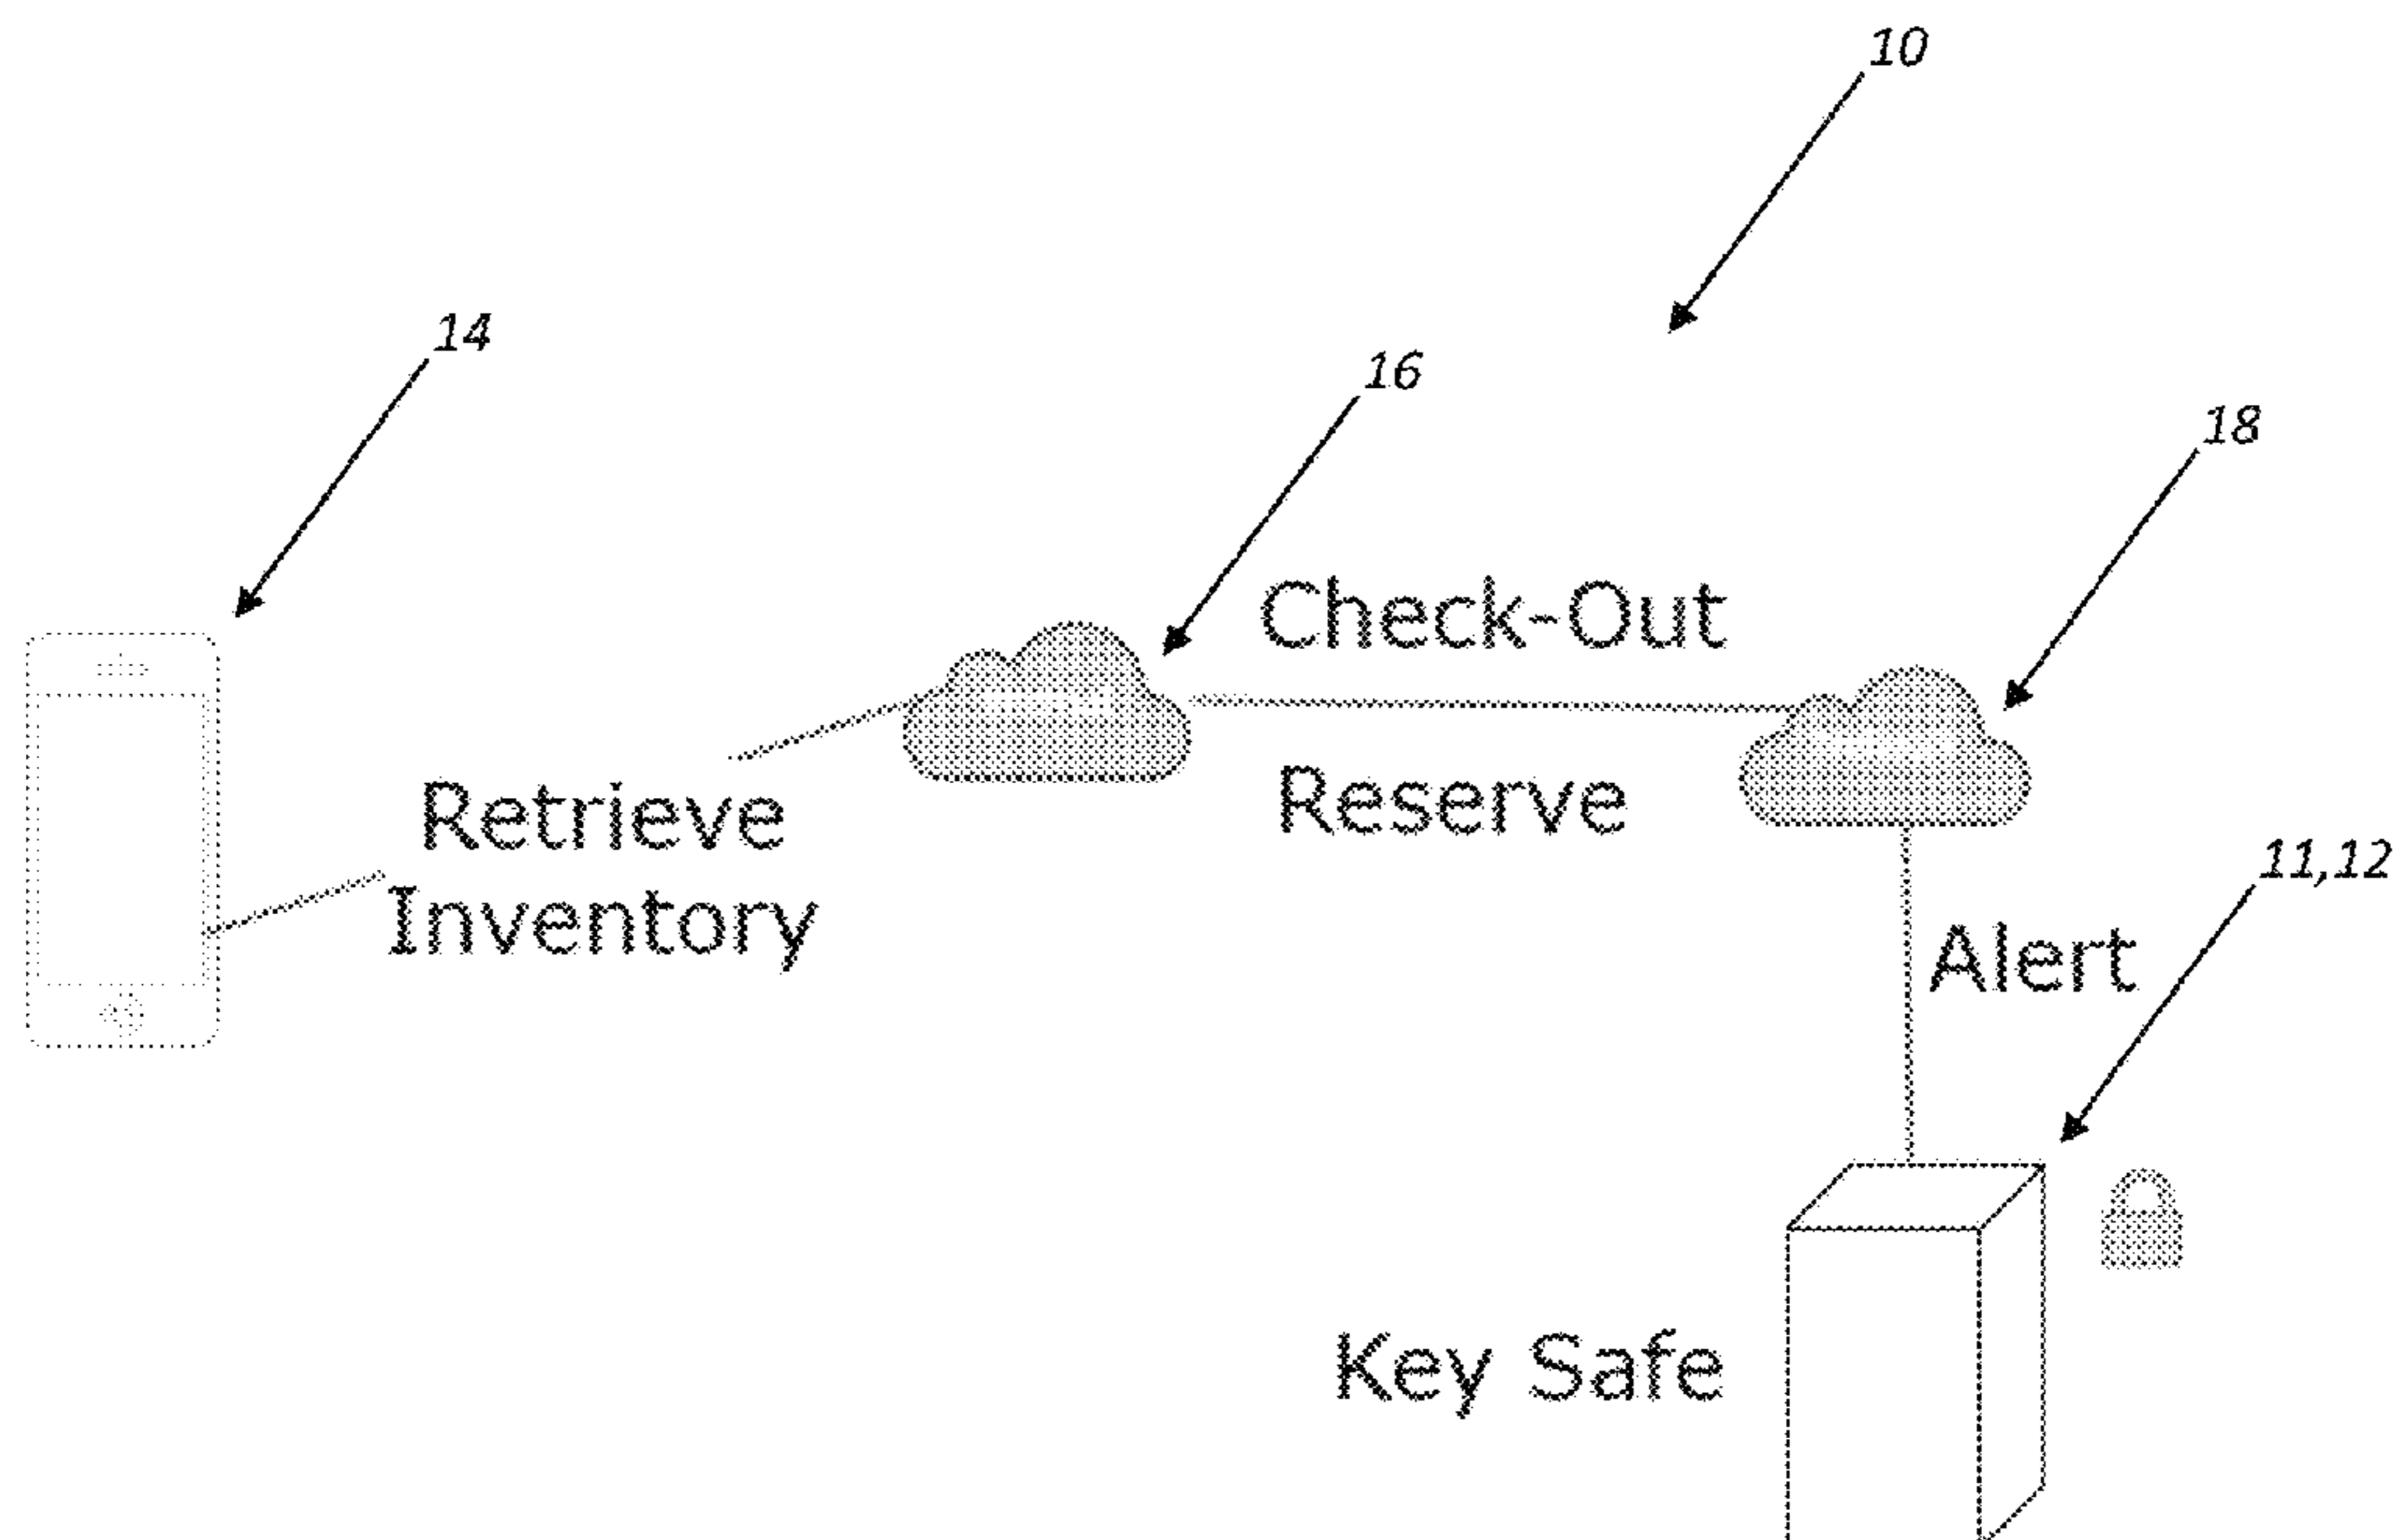 10
14
16
18
Check-Out
Reserve
Retrieve
Inventory
11,12
Alert
Key Safe